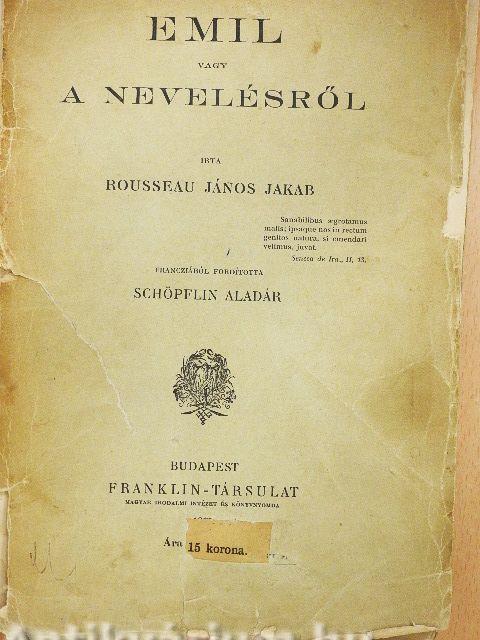 EMIL
VAGY
A NEVELÉSRŐL
IRTA
ROUSSEAU JÁNOS JAKAB
Sanabilibus ægrotamus
malis; ipsaque nos in rectum
genitos natura, si emendari
velimus, juvat.
Seneca de Ira., II, 13.
FRANCZIÁBÓL FORDÍTOTTA
SCHÖPFLIN ALADÁR
BUDAPEST
FRANKLIN-TÁRSULAT
MAGYAR IRODALMI INTÉZET ÉS KÖNYVNYOMDA
Ára 15 korona.